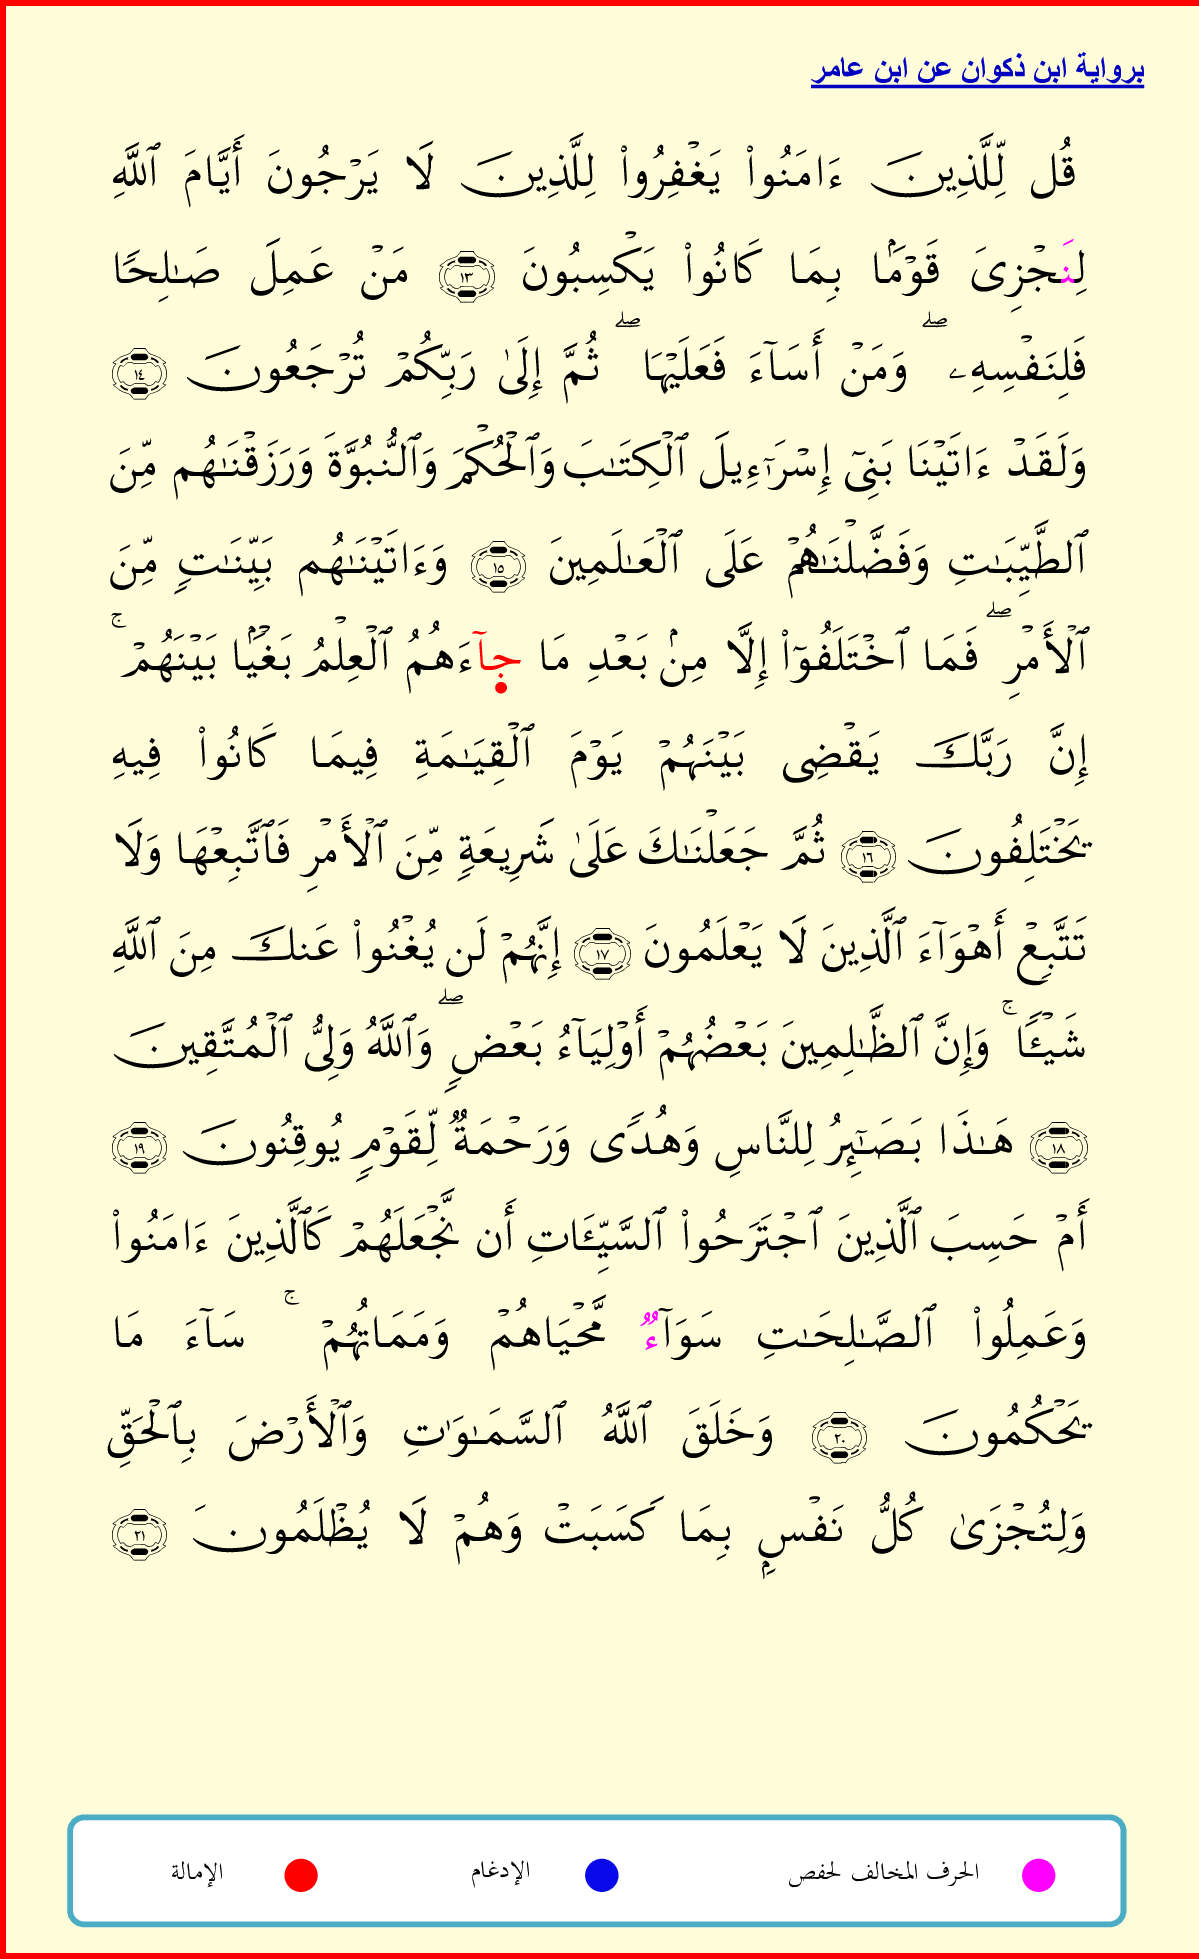 برواية ابن ذكوان عن ابن عامر
قُل لِّلَّذِينَ ءَامَنُوا۟ يَغْفِرُوا۟ لِلَّذِينَ لَا يَرْجُونَ أَيَّامَ ٱللَّهِ
لِنَجْزِىَ قَوْمَۢا بِمَا كَانُوا۟ يَكْسِبُونَ ١٣ مَنْ عَمِلَ صَـٰلِحًا
فَلِنَفْسِهِۦ ۖ وَمَنْ أَسَآءَ فَعَلَيْهَا ۖ ثُمَّ إِلَىٰ رَبِّكُمْ تُرْجَعُونَ ١٤
وَلَقَدْ ءَاتَيْنَا بَنِىٓ إِسْرَٰٓءِيلَ ٱلْكِتَـٰبَ وَٱلْحُكْمَ وَٱلنُّبُوَّةَ وَرَزَقْنَـٰهُم مِّنَ
ٱلطَّيِّبَـٰتِ وَفَضَّلْنَـٰهُمْ عَلَى ٱلْعَـٰلَمِينَ ١٥ وَءَاتَيْنَـٰهُم بَيِّنَـٰتٍ مِّنَ
ٱلْأَمْرِ ۖ فَمَا ٱخْتَلَفُوٓا۟ إِلَّا مِنۢ بَعْدِ مَا جآءَهُمُ ٱلْعِلْمُ بَغْيَۢا بَيْنَهُمْ ۚ
إِنَّ رَبَّكَ يَقْضِى بَيْنَهُمْ يَوْمَ ٱلْقِيَـٰمَةِ فِيمَا كَانُوا۟ فِيهِ
يَخْتَلِفُونَ ١٦ ثُمَّ جَعَلْنَـٰكَ عَلَىٰ شَرِيعَةٍ مِّنَ ٱلْأَمْرِ فَٱتَّبِعْهَا وَلَا
تَتَّبِعْ أَهْوَآءَ ٱلَّذِينَ لَا يَعْلَمُونَ ١٧ إِنَّهُمْ لَن يُغْنُوا۟ عَنكَ مِنَ ٱللَّهِ
شَيْـًٔا ۚ وَإِنَّ ٱلظَّـٰلِمِينَ بَعْضُهُمْ أَوْلِيَآءُ بَعْضٍ ۖ وَٱللَّهُ وَلِىُّ ٱلْمُتَّقِينَ
١٨ هَـٰذَا بَصَـٰٓئِرُ لِلنَّاسِ وَهُدًى وَرَحْمَةٌ لِّقَوْمٍ يُوقِنُونَ ١٩
أَمْ حَسِبَ ٱلَّذِينَ ٱجْتَرَحُوا۟ ٱلسَّيِّـَٔاتِ أَن نَّجْعَلَهُمْ كَٱلَّذِينَ ءَامَنُوا۟
وَعَمِلُوا۟ ٱلصَّـٰلِحَـٰتِ سَوَآءٌ مَّحْيَاهُمْ وَمَمَاتُهُمْ ۚ سَآءَ مَا
يَحْكُمُونَ ٢٠ وَخَلَقَ ٱللَّهُ ٱلسَّمَـٰوَٰتِ وَٱلْأَرْضَ بِٱلْحَقِّ
وَلِتُجْزَىٰ كُلُّ نَفْسٍۭ بِمَا كَسَبَتْ وَهُمْ لَا يُظْلَمُونَ ٢١
الحرف المخالف لحفص الإدغام الإمالة